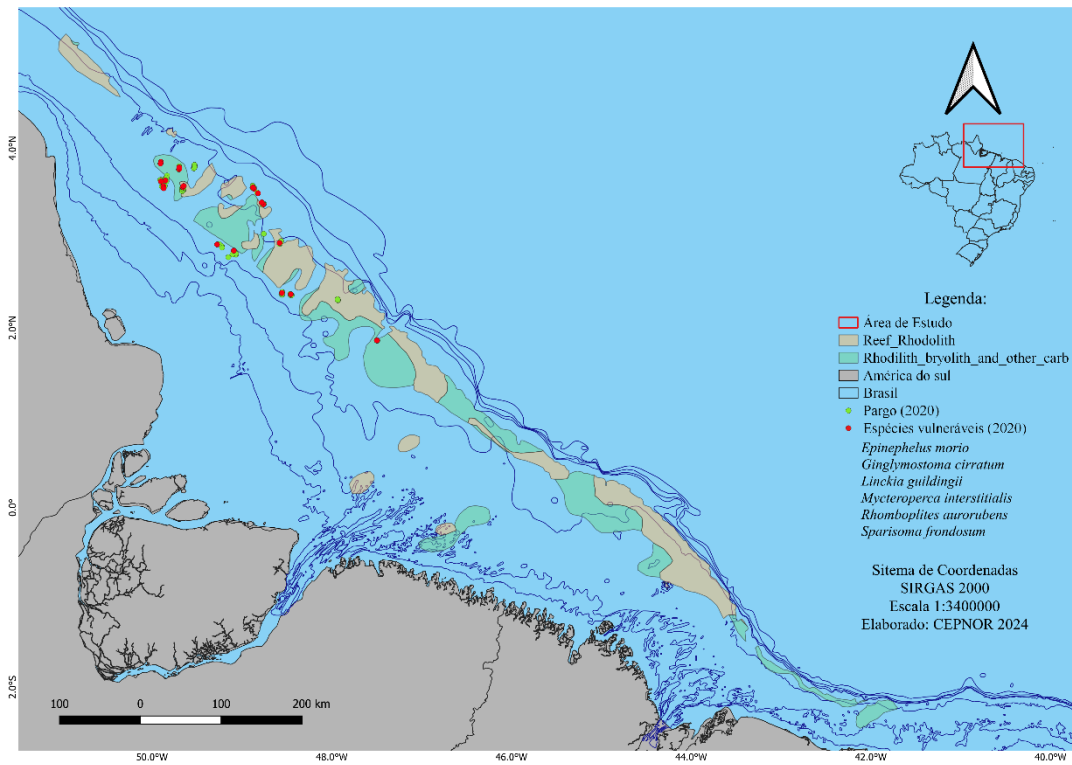 4.0°N
2.0°N
0.0°
2.0°S
Legenda:
Área de Estudo
Reef_Rhodolith
Rhodilith_bryolith_and_other_carb
América do sul
Brasil
Pargo (2020)
Espécies vulneráveis (2020)
Epinephelus morio
Ginglymostoma cirratum
Linckia guildingii
Mycteroperca interstitialis
Rhomboplites aurorubens
Sparisoma frondosum
Sitema de Coordenadas
SIRGAS 2000
Escala 1:3400000
Elaborado: CEPNOR 2024
100 0 100 200 km
50.0°W 48.0°W 46.0°W 44.0°W 42.0°W 40.0°W